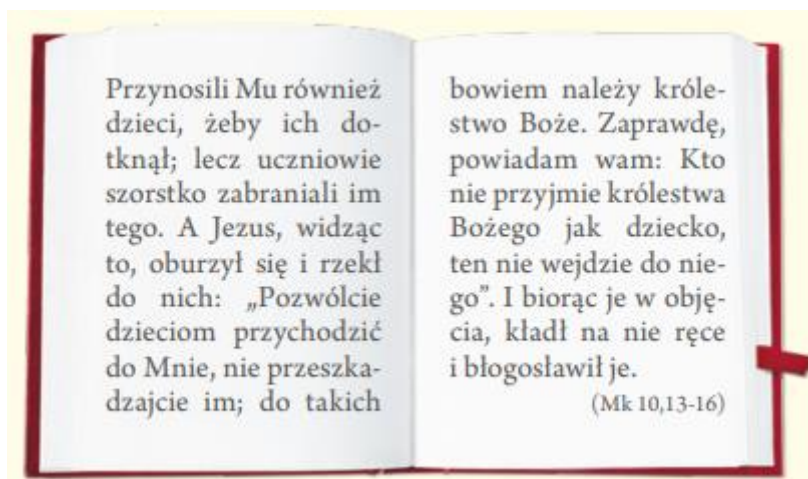 Przynosili Mu również
dzieci, żeby ich do-
tknął; lecz uczniowie
szorstko zabraniali im
tego. A Jezus, widząc
to, oburzył się i rzekł
do nich: „Pozwólcie
dzieciom przychodzić
do Mnie, nie przeszka-
dzajcie im; do takich
bowiem należy króle-
stwo Boże. Zaprawdę,
powiadam wam: Kto
nie przyjmie królestwa
Bożego jak dziecko,
ten nie wejdzie do nie-
go”. I biorąc je w obję-
cia, kładł na nie ręce
i błogosławił je.
(Mk 10,13-16)